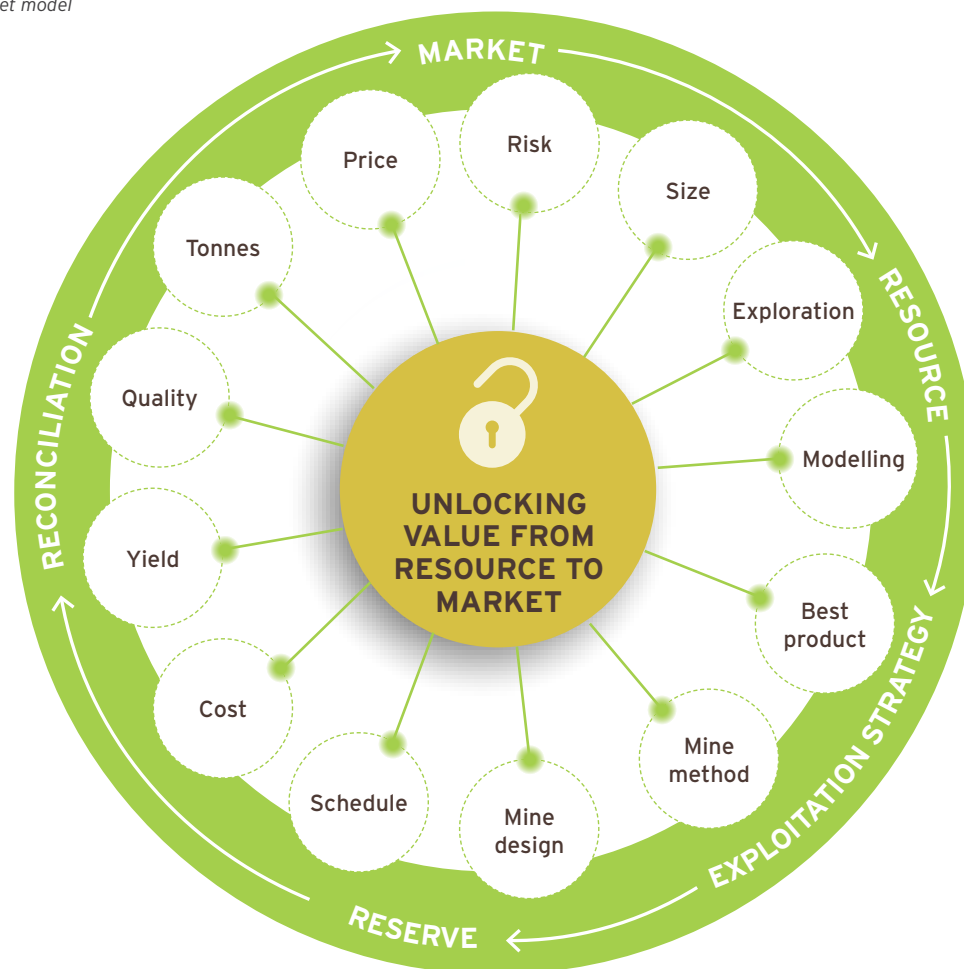 et model
MARKET
RESOURCE
EXPLOITATION STRATEGY
RESERVE
RECONCILIATION
Risk
Size
Exploration
Modelling
Best
product
Mine
method
Mine
design
Schedule
Cost
Yield
Quality
Tonnes
Price
UNLOCKING
VALUE FROM
RESOURCE TO
MARKET